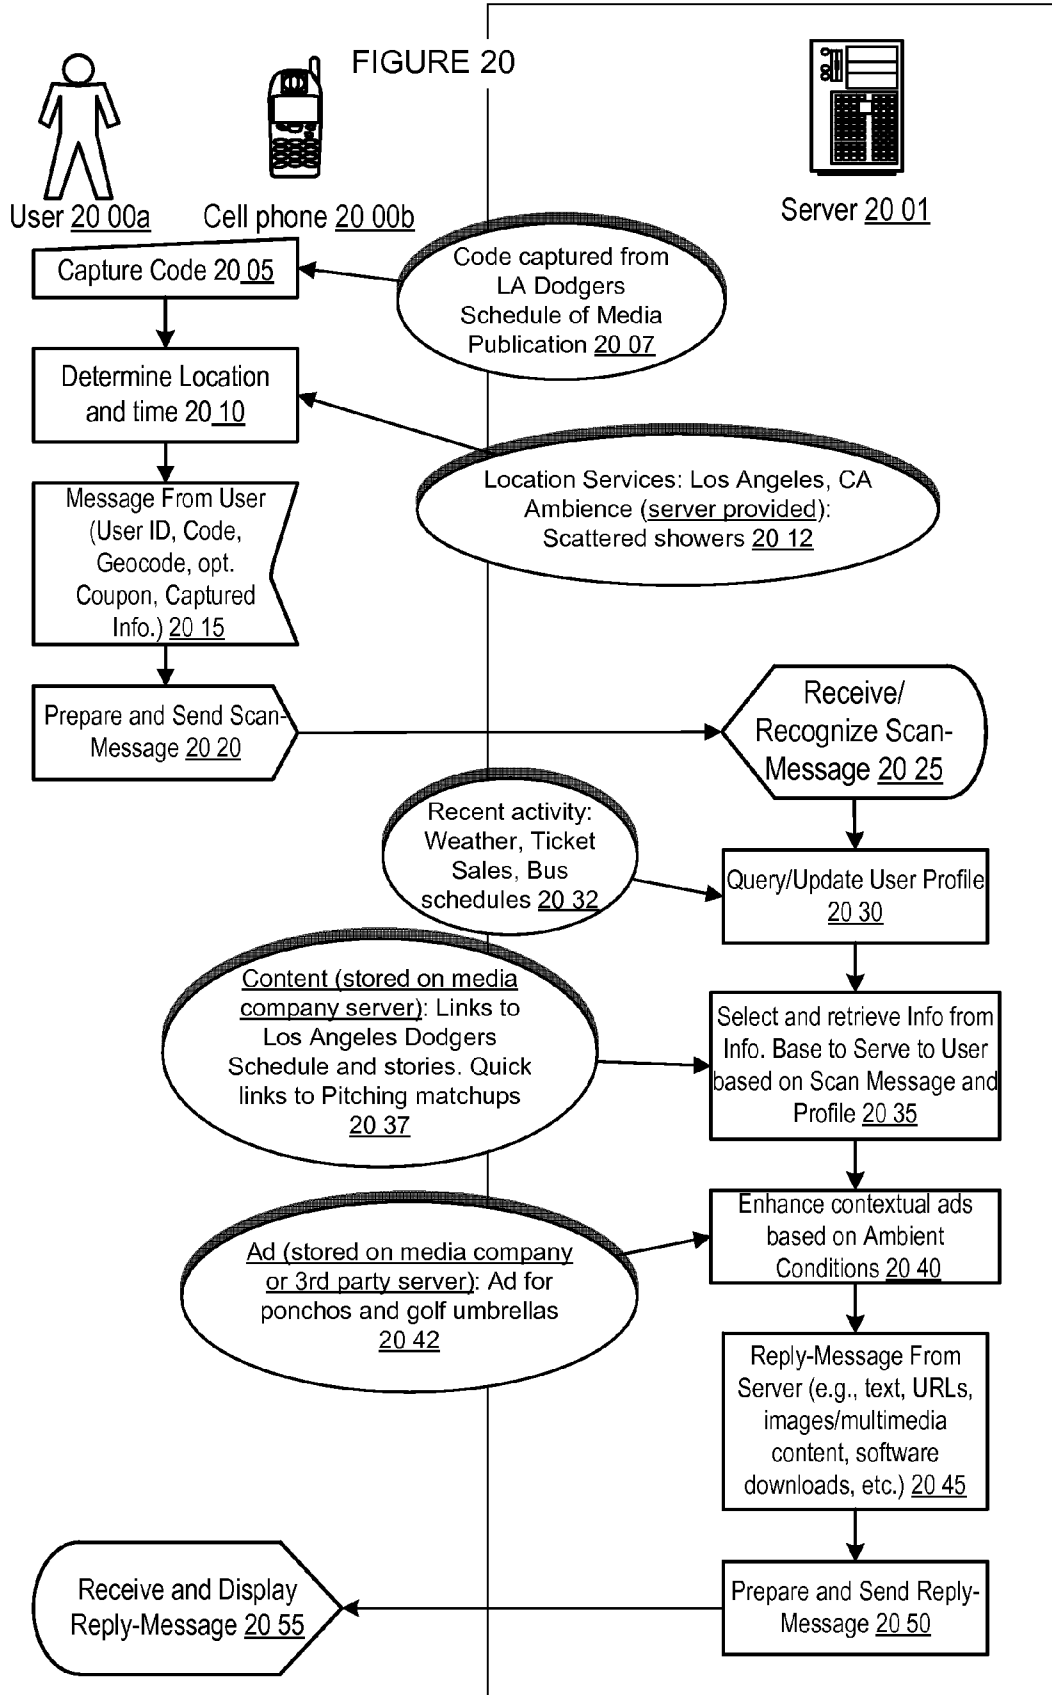 FIGURE 20
User 20 00a
Cell phone 20 00b
Server 20 01
Capture Code 20 05
Code captured from
LA Dodgers
Schedule of Media
Publication 20 07
Determine Location
and time 20 10
Location Services: Los Angeles, CA
Ambience (server provided):
Scattered showers 20 12
Message From User
(User ID, Code,
Geocode, opt.
Coupon, Captured
Info.) 20 15
Prepare and Send Scan-
Message 20 20
Receive/
Recognize Scan-
Message 20 25
Recent activity:
Weather, Ticket
Sales, Bus
schedules 20 32
Query/Update User Profile
20 30
Content (stored on media
company server): Links to
Los Angeles Dodgers
Schedule and stories. Quick
links to Pitching matchups
20 37
Select and retrieve Info from
Info. Base to Serve to User
based on Scan Message and
Profile 20 35
Enhance contextual ads
based on Ambient
Conditions 20 40
Ad (stored on media company
or 3rd party server): Ad for
ponchos and golf umbrellas
20 42
Reply-Message From
Server (e.g., text, URLs,
images/multimedia
content, software
downloads, etc.) 20 45
Prepare and Send Reply-
Message 20 50
Receive and Display
Reply-Message 20 55